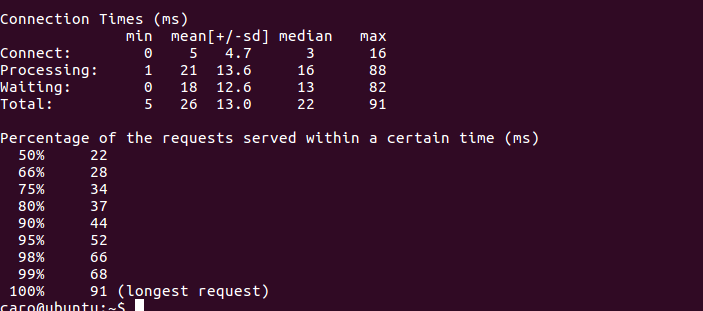 Connection Times (ms)
              min  mean[+/-sd] median   max
Connect:        0    5   4.7      3      16
Processing:     1   21  13.6     16      88
Waiting:        0   18  12.6     13      82
Total:          5   26  13.0     22      91
Percentage of the requests served within a certain time (ms)
  50%     22
  66%     28
  75%     34
  80%     37
  90%     44
  95%     52
  98%     66
  99%     68
 100%     91 (longest request)
caro@ubuntu:~$